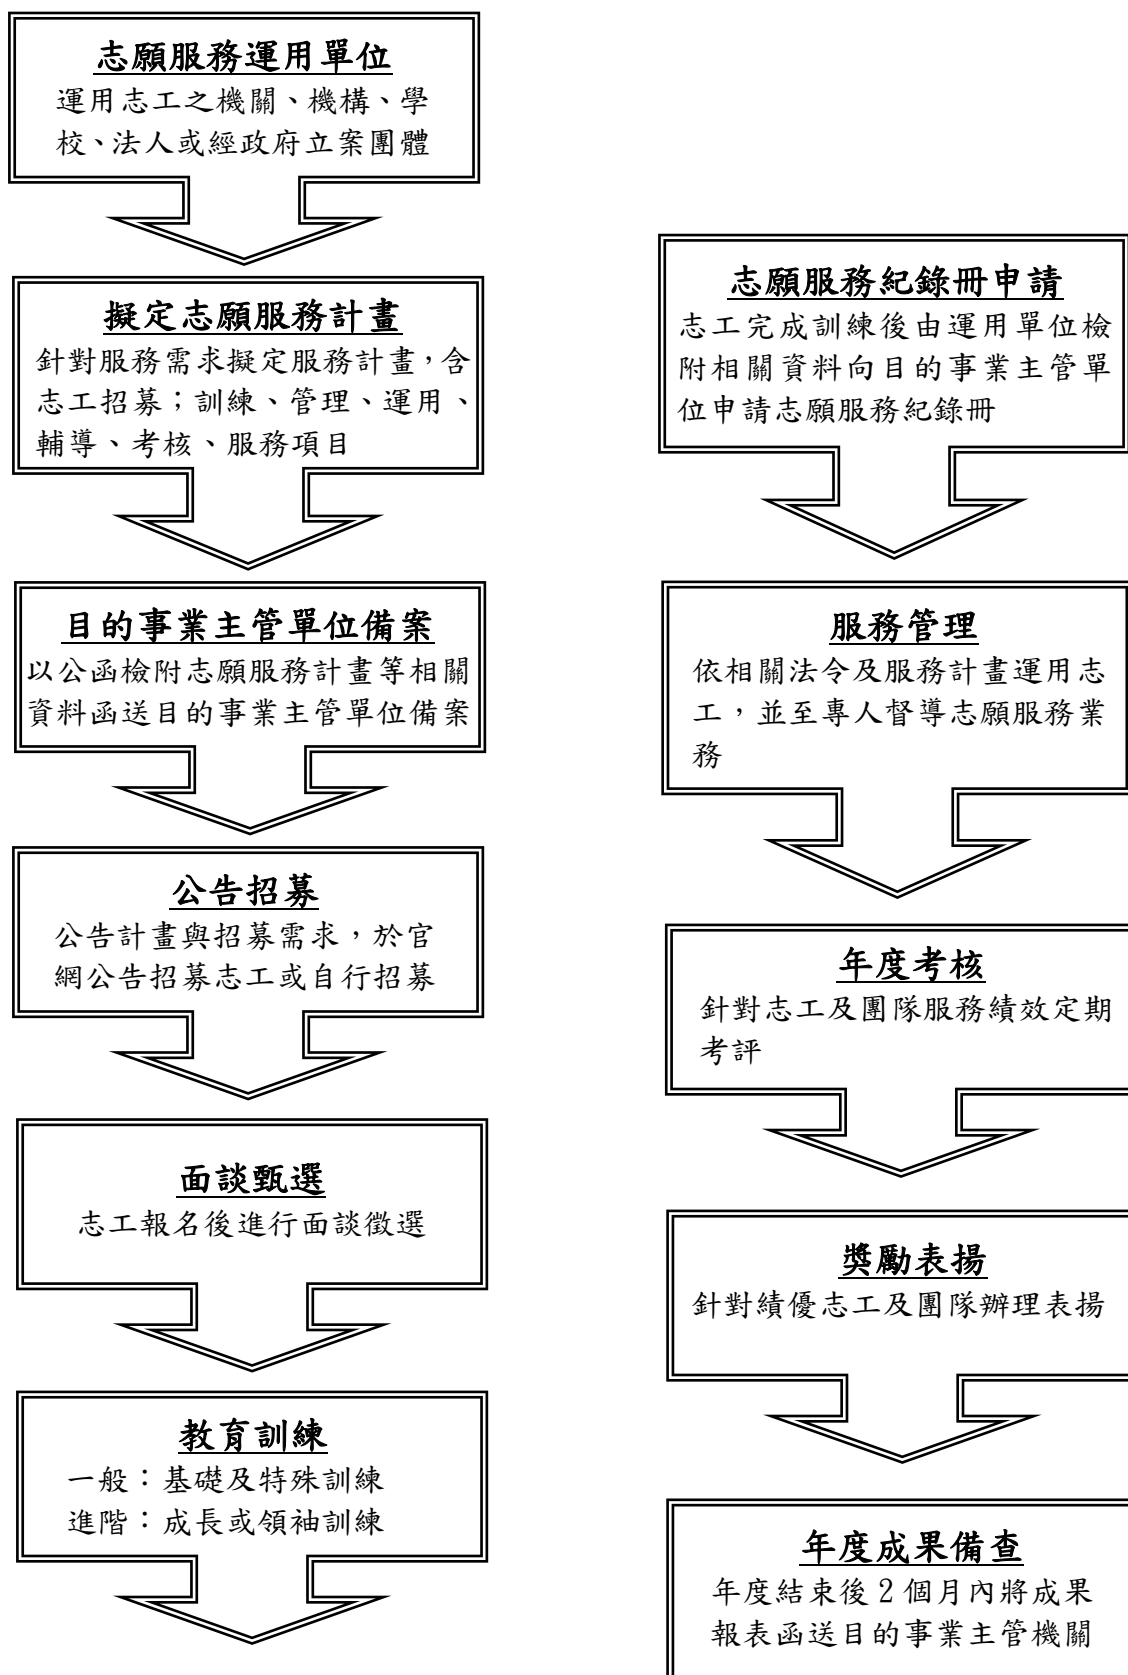 志願服務運用單位
運用志工之機關、機構、學
校、法人或經政府立案團體
擬定志願服務計畫
針對服務需求擬定服務計畫，含
志工招募；訓練、管理、運用、
輔導、考核、服務項目
目的事業主管單位備案
以公函檢附志願服務計畫等相關
資料函送目的事業主管單位備案
公告招募
公告計畫與招募需求，於官
網公告招募志工或自行招募
面談甄選
志工報名後進行面談徵選
教育訓練
一般：基礎及特殊訓練
進階：成長或領袖訓練
志願服務紀錄冊申請
志工完成訓練後由運用單位檢
附相關資料向目的事業主管單
位申請志願服務紀錄冊
服務管理
依相關法令及服務計畫運用志
工，並至專人督導志願服務業
務
年度考核
針對志工及團隊服務績效定期
考評
獎勵表揚
針對績優志工及團隊辦理表揚
年度成果備查
年度結束後 2 個月內將成果
報表函送目的事業主管機關